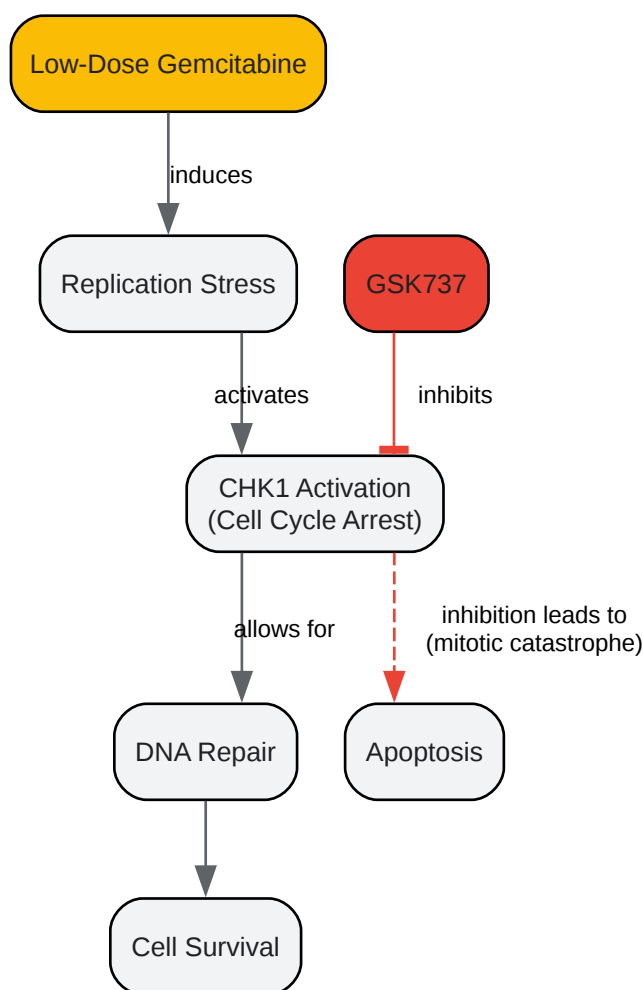 Low-Dose Gemcitabine
induces
Replication Stress
GSK737
activates
inhibits
CHK1 Activation
(Cell Cycle Arrest)
allows for
inhibition leads to
(mitotic catastrophe)
DNA Repair
Apoptosis
Cell Survival